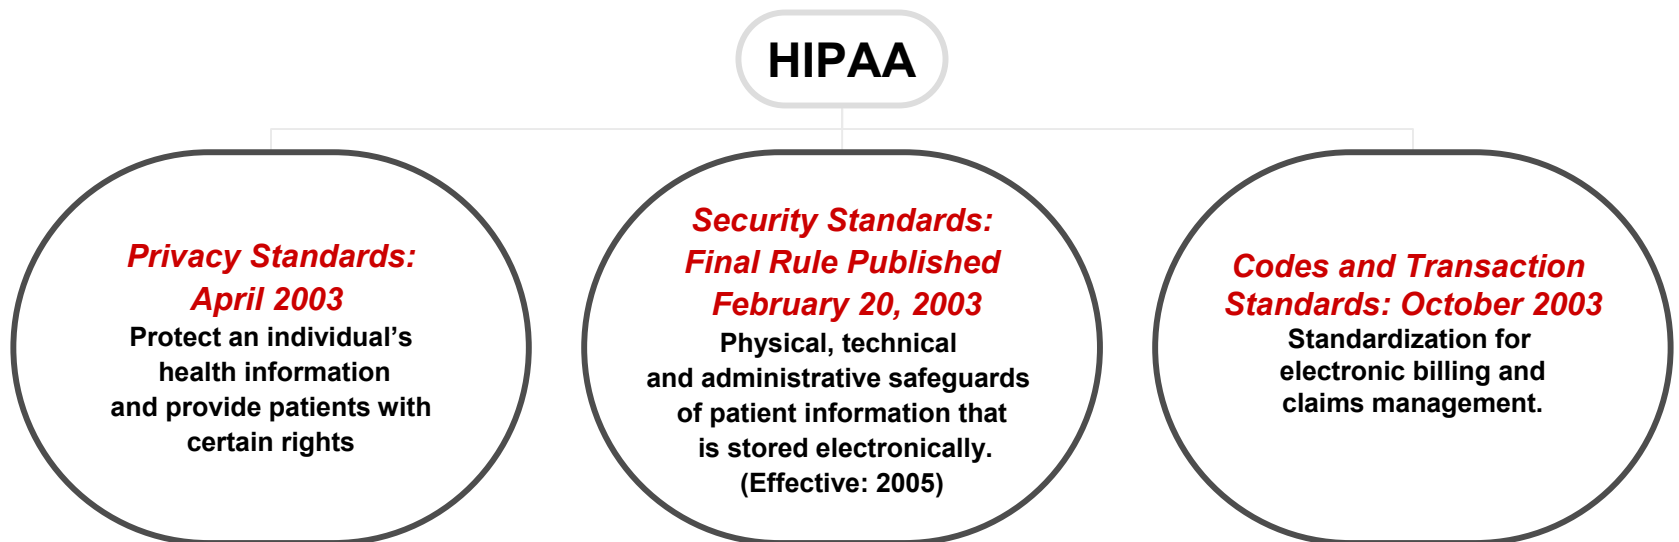 HIPAA
Privacy Standards:
April 2003
Protect an individual’s
health information
and provide patients with
certain rights
Security Standards:
Final Rule Published
February 20, 2003
Physical, technical
and administrative safeguards
of patient information that
is stored electronically.
(Effective: 2005)
Codes and Transaction
Standards: October 2003
Standardization for
electronic billing and
claims management.